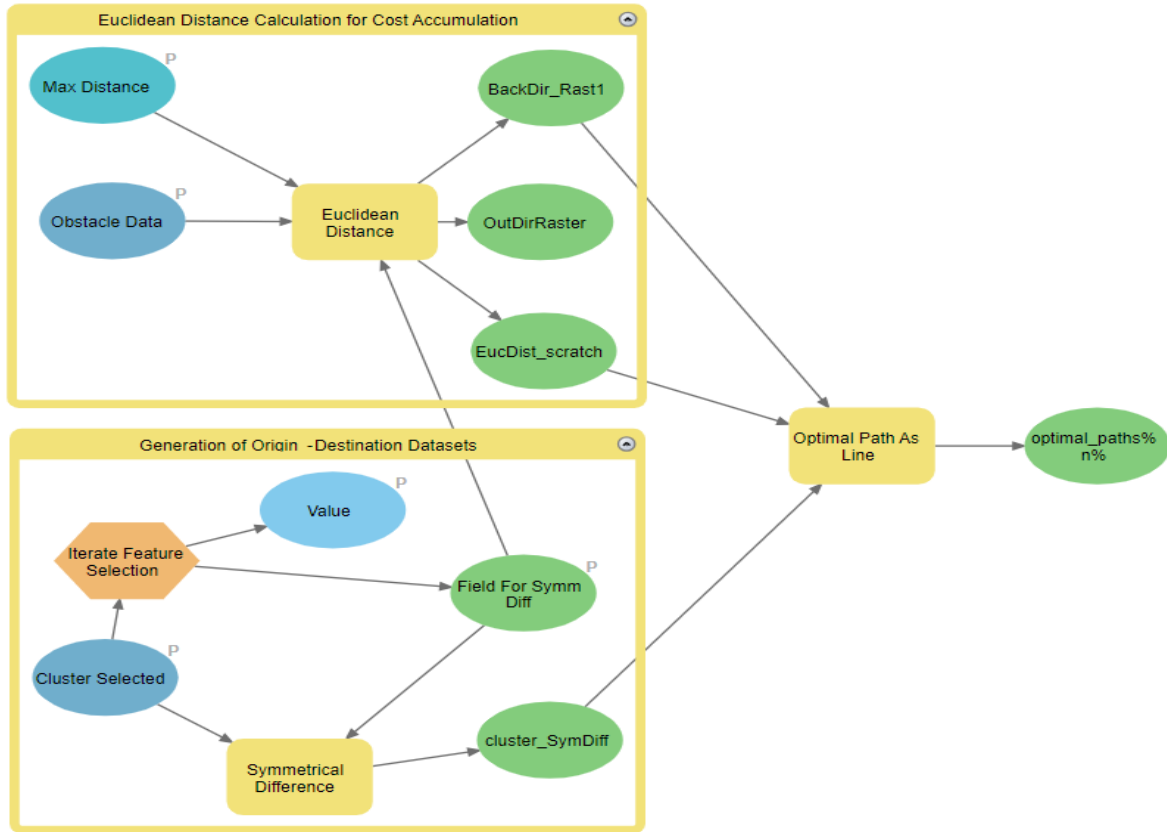 Euclidean Distance Calculation for Cost Accumulation
P
Max Distance
BackDir_Rast1
P
Obstacle Data
Euclidean
Distance
OutDirRaster
EucDist_scratch
Optimal Path As
Line
optimal_paths%
n%
Generation of Origin -Destination Datasets
P
Value
Iterate Feature
Selection
P
Field For Symm
Diff
P
Cluster Selected
cluster_SymDiff
Symmetrical
Difference